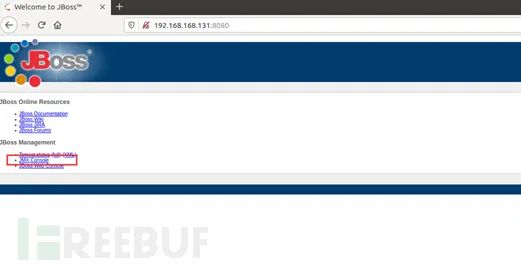 Welcome to JBoss™
192.168.168.131:8080
JBoss
JBoss Online Resources
JBoss Documentation
JBoss Wiki
JBoss JIRA
JBoss Forums
JBoss Management
Tomcat status (full) (XML)
JMX Console
JBoss Web Console
FREEBUF